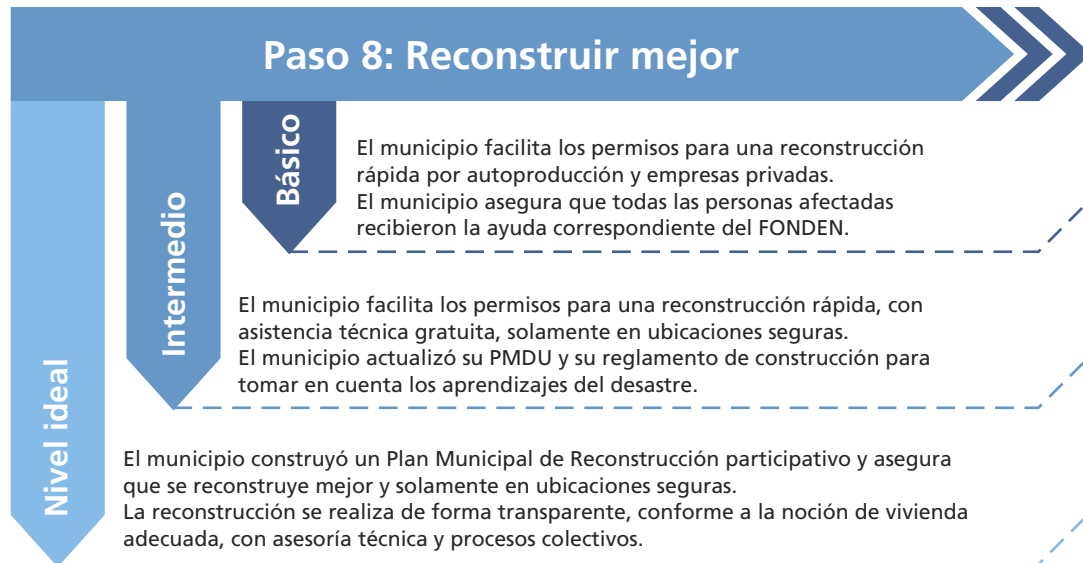 Paso 8: Reconstruir mejor
Básico
El municipio facilita los permisos para una reconstrucción
rápida por autoproducción y empresas privadas.
El municipio asegura que todas las personas afectadas
recibieron la ayuda correspondiente del FONDEN.
Intermedio
El municipio facilita los permisos para una reconstrucción rápida, con
asistencia técnica gratuita, solamente en ubicaciones seguras.
El municipio actualizó su PMDU y su reglamento de construcción para
tomar en cuenta los aprendizajes del desastre.
Nivel ideal
El municipio construyó un Plan Municipal de Reconstrucción participativo y asegura
que se reconstruye mejor y solamente en ubicaciones seguras.
La reconstrucción se realiza de forma transparente, conforme a la noción de vivienda
adecuada, con asesoría técnica y procesos colectivos.